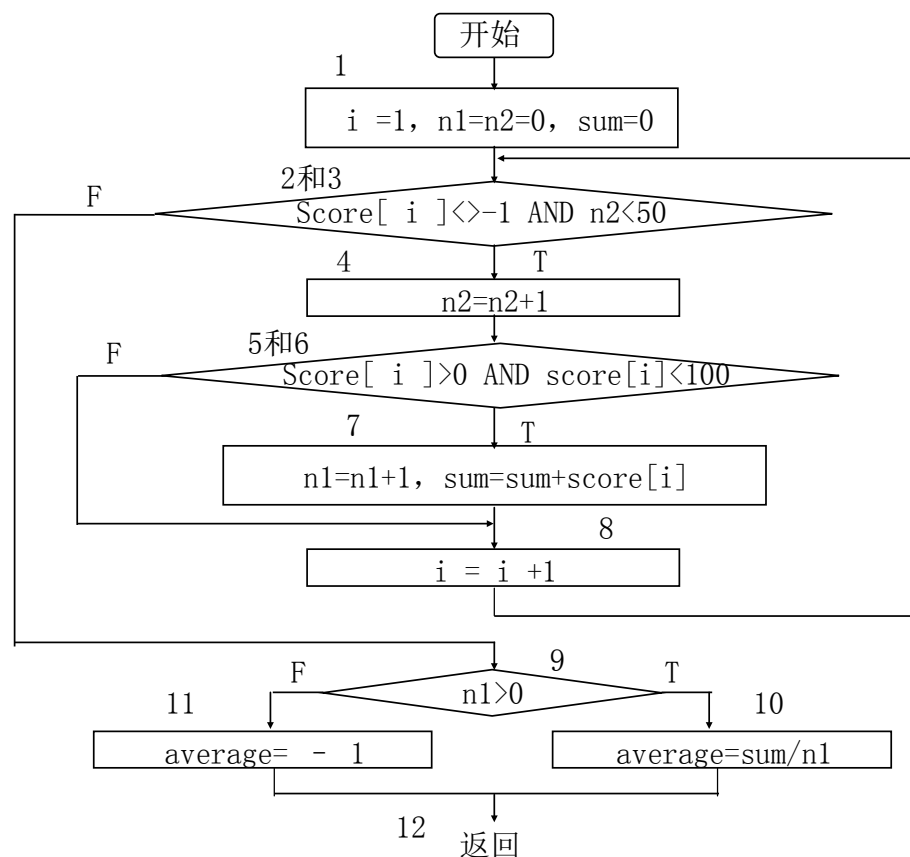 开始
1
i =1, n1=n2=0, sum=0
2和3
F
Score[ i ]<>-1 AND n2<50
4
T
n2=n2+1
5和6
F
Score[ i ]>0 AND score[i]<100
7
T
n1=n1+1, sum=sum+score[i]
8
i = i +1
9
F
T
n1>0
11
10
average= - 1
average=sum/n1
12
返回